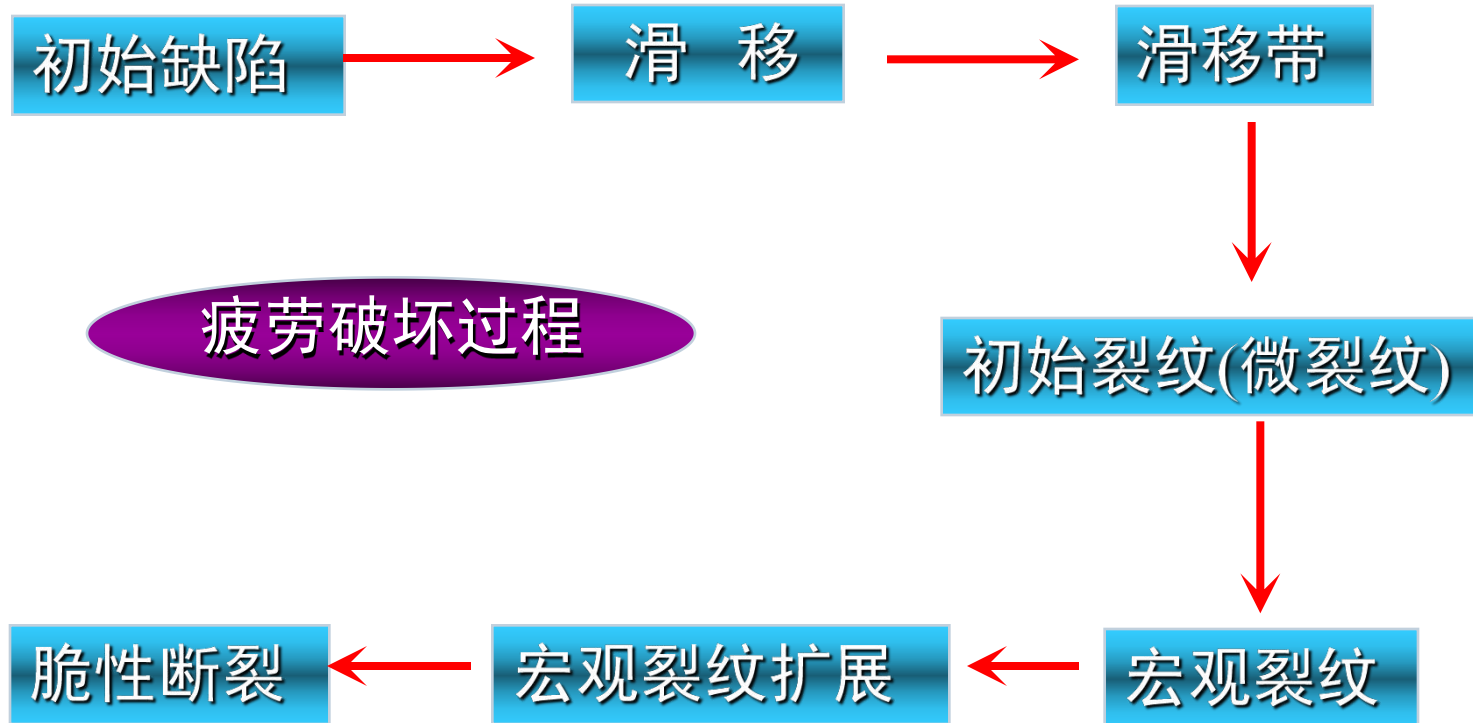 初始缺陷
滑 移
滑移带
疲劳破坏过程
初始裂纹(微裂纹)
脆性断裂
宏观裂纹扩展
宏观裂纹